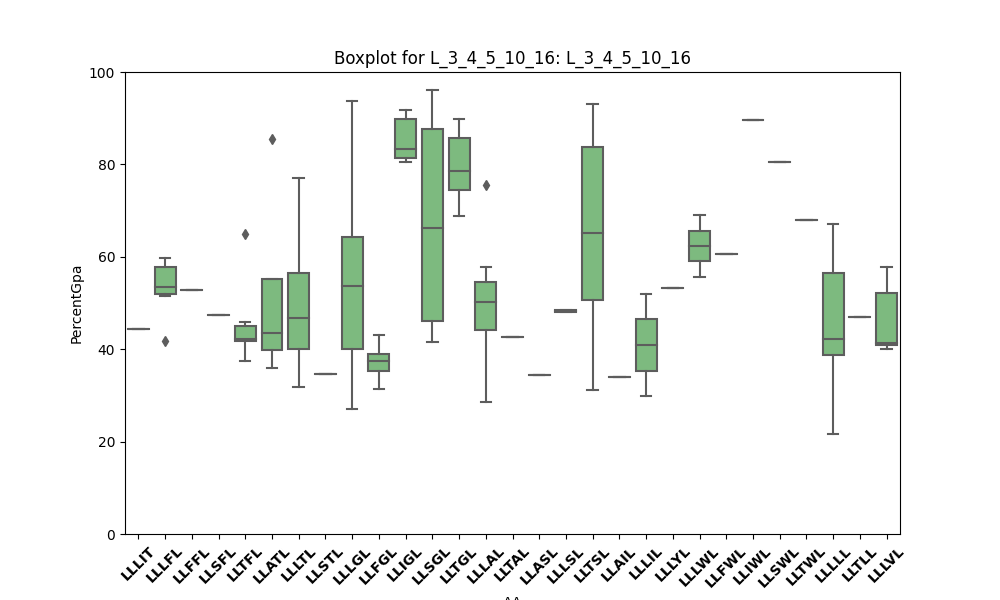 Boxplot for L_3_4_5_10_16: L_3_4_5_10_16
PercentGpa
100
80
60
40
20
0
LLLIT
LLLFL
LLFFL
LLSFL
LLTFL
LLATL
LLLTL
LLSTL
LLLGL
LLFGL
LLIGL
LLSGL
LLTGL
LLLAL
LLTAL
LLASL
LLLSL
LLTSL
LLAIL
LLLIL
LLLYL
LLLWL
LLFWL
LLIWL
LLSWL
LLTWL
LLLLL
LLTLL
LLLVL